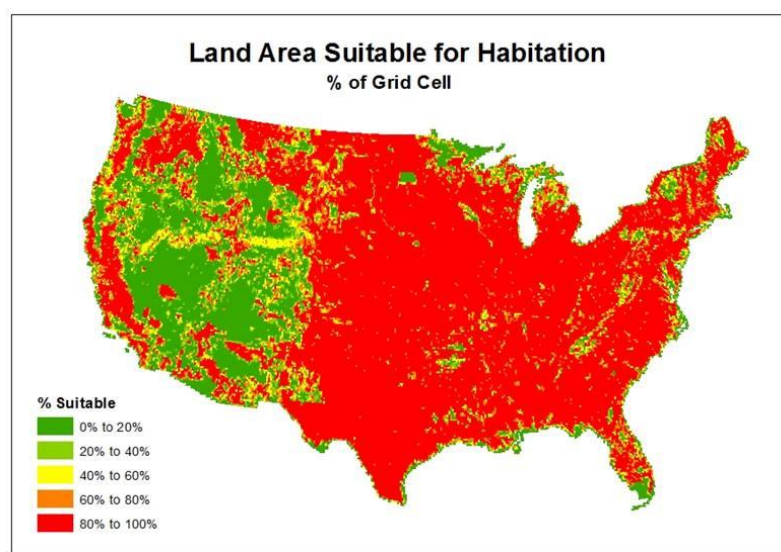 Land Area Suitable for Habitation
% of Grid Cell
% Suitable
0% to 20%
20% to 40%
40% to 60%
60% to 80%
80% to 100%